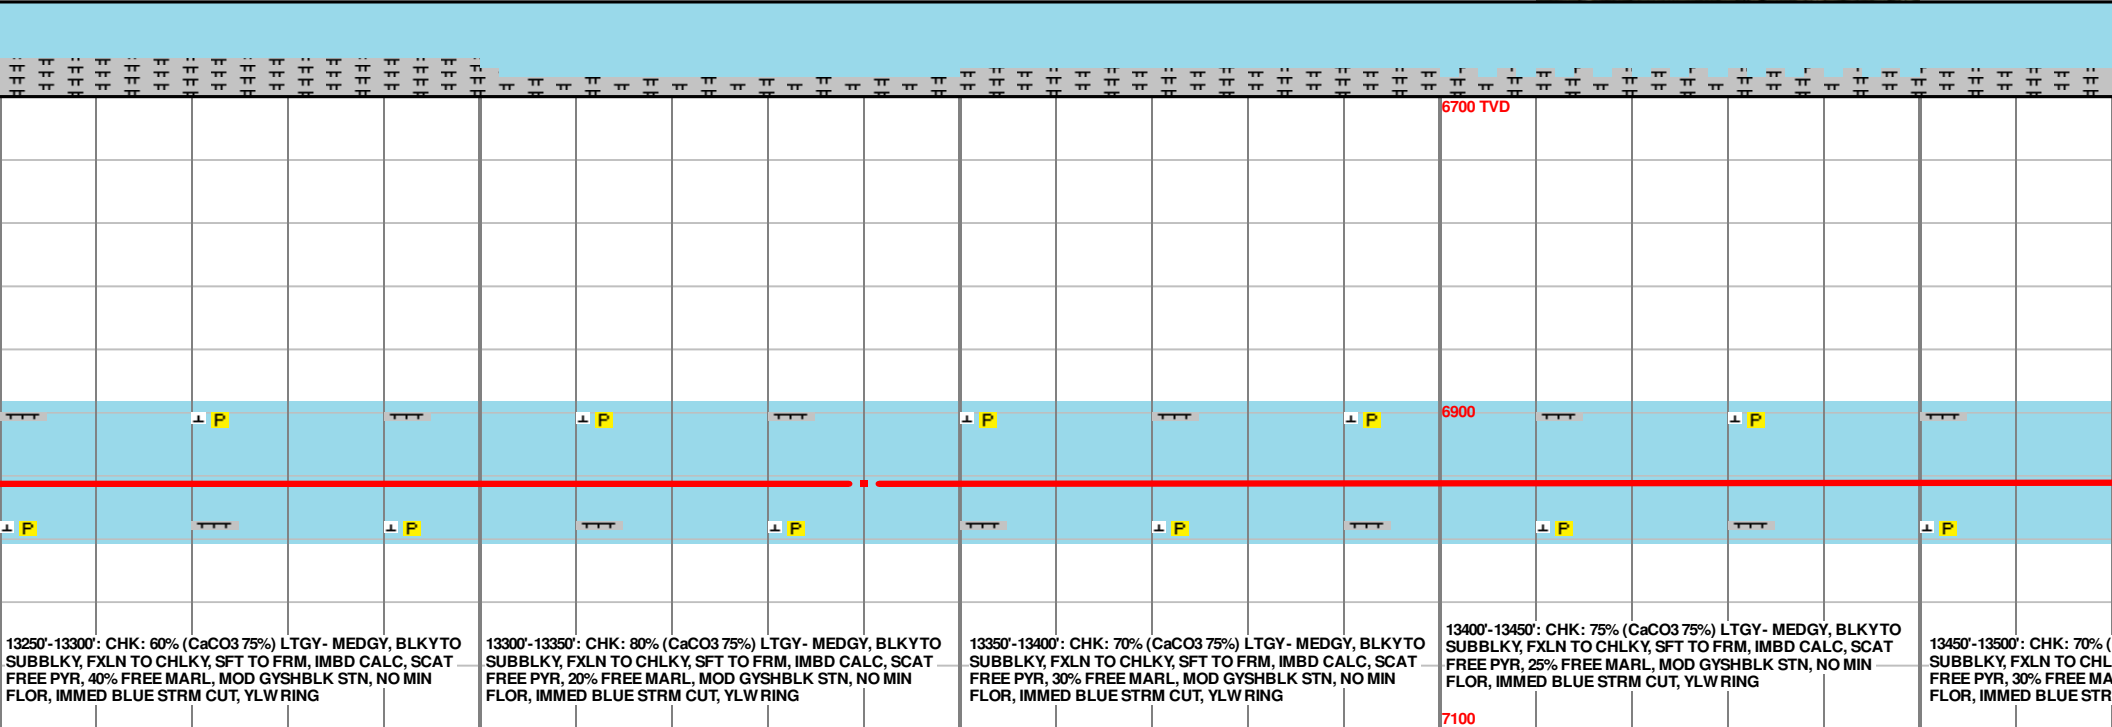 6700 TVD
P P P P
6900
P P P P P P
13250'-13300': CHK: 60% (CaCO3 75%) LTGY- MEDGY, BLKY TO
SUBBLKY, FXLN TO CHLKY, SFT TO FRM, IMBD CALC, SCAT
FREE PYR, 40% FREE MARL, MOD GYSHBLK STN, NO MIN
FLOR, IMMED BLUE STRM CUT, YLW RING
13300'-13350': CHK: 80% (CaCO3 75%) LTGY- MEDGY, BLKY TO
SUBBLKY, FXLN TO CHLKY, SFT TO FRM, IMBD CALC, SCAT
FREE PYR, 20% FREE MARL, MOD GYSHBLK STN, NO MIN
FLOR, IMMED BLUE STRM CUT, YLW RING
13350'-13400': CHK: 70% (CaCO3 75%) LTGY- MEDGY, BLKY TO
SUBBLKY, FXLN TO CHLKY, SFT TO FRM, IMBD CALC, SCAT
FREE PYR, 30% FREE MARL, MOD GYSHBLK STN, NO MIN
FLOR, IMMED BLUE STRM CUT, YLW RING
13400'-13450': CHK: 75% (CaCO3 75%) LTGY- MEDGY, BLKY TO
SUBBLKY, FXLN TO CHLKY, SFT TO FRM, IMBD CALC, SCAT
FREE PYR, 25% FREE MARL, MOD GYSHBLK STN, NO MIN
FLOR, IMMED BLUE STRM CUT, YLW RING
13450'-13500': CHK: 70% (
SUBBLKY, FXLN TO CHL
FREE PYR, 30% FREE MA
FLOR, IMMED BLUE STR
7100